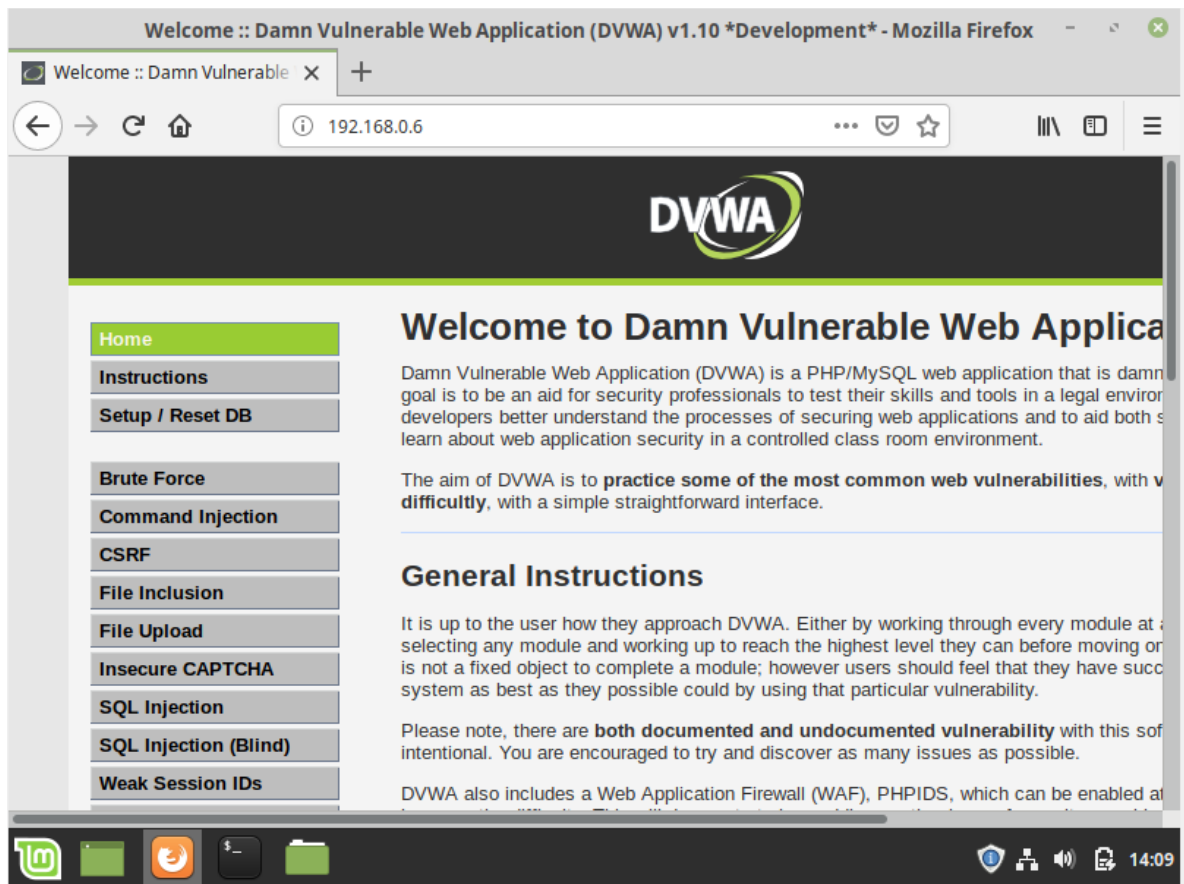 Welcome :: Damn Vulnerable Web Application (DVWA) v1.10 *Development* - Mozilla Firefox
Welcome :: Damn Vulnerable
192.168.0.6
DVWA
Home
Instructions
Setup / Reset DB
Brute Force
Command Injection
CSRF
File Inclusion
File Upload
Insecure CAPTCHA
SQL Injection
SQL Injection (Blind)
Weak Session IDs
Welcome to Damn Vulnerable Web Applica
Damn Vulnerable Web Application (DVWA) is a PHP/MySQL web application that is damn
goal is to be an aid for security professionals to test their skills and tools in a legal environ
developers better understand the processes of securing web applications and to aid both s
learn about web application security in a controlled class room environment.
The aim of DVWA is to practice some of the most common web vulnerabilities, with v
difficultly, with a simple straightforward interface.
General Instructions
It is up to the user how they approach DVWA. Either by working through every module at a
selecting any module and working up to reach the highest level they can before moving on
is not a fixed object to complete a module; however users should feel that they have succ
system as best as they possible could by using that particular vulnerability.
Please note, there are both documented and undocumented vulnerability with this sof
intentional. You are encouraged to try and discover as many issues as possible.
DVWA also includes a Web Application Firewall (WAF), PHPIDS, which can be enabled at
$_
14:09